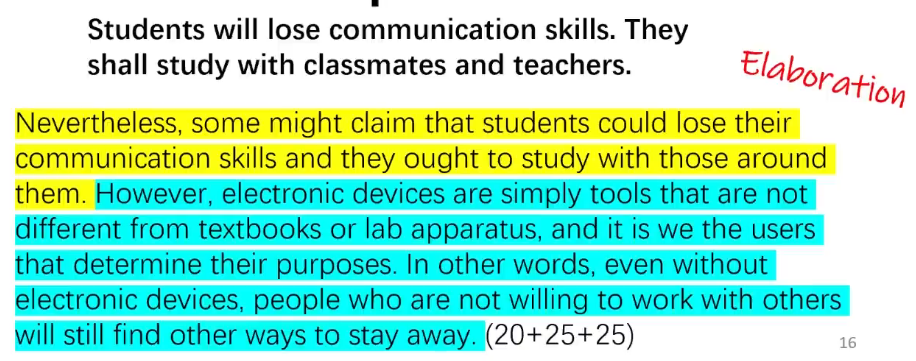 Students will lose communication skills. They
shall study with classmates and teachers.
Elaboration
Nevertheless, some might claim that students could lose their
communication skills and they ought to study with those around
them. However, electronic devices are simply tools that are not
different from textbooks or lab apparatus, and it is we the users
that determine their purposes. In other words, even without
electronic devices, people who are not willing to work with others
will still find other ways to stay away. (20+25+25)
16